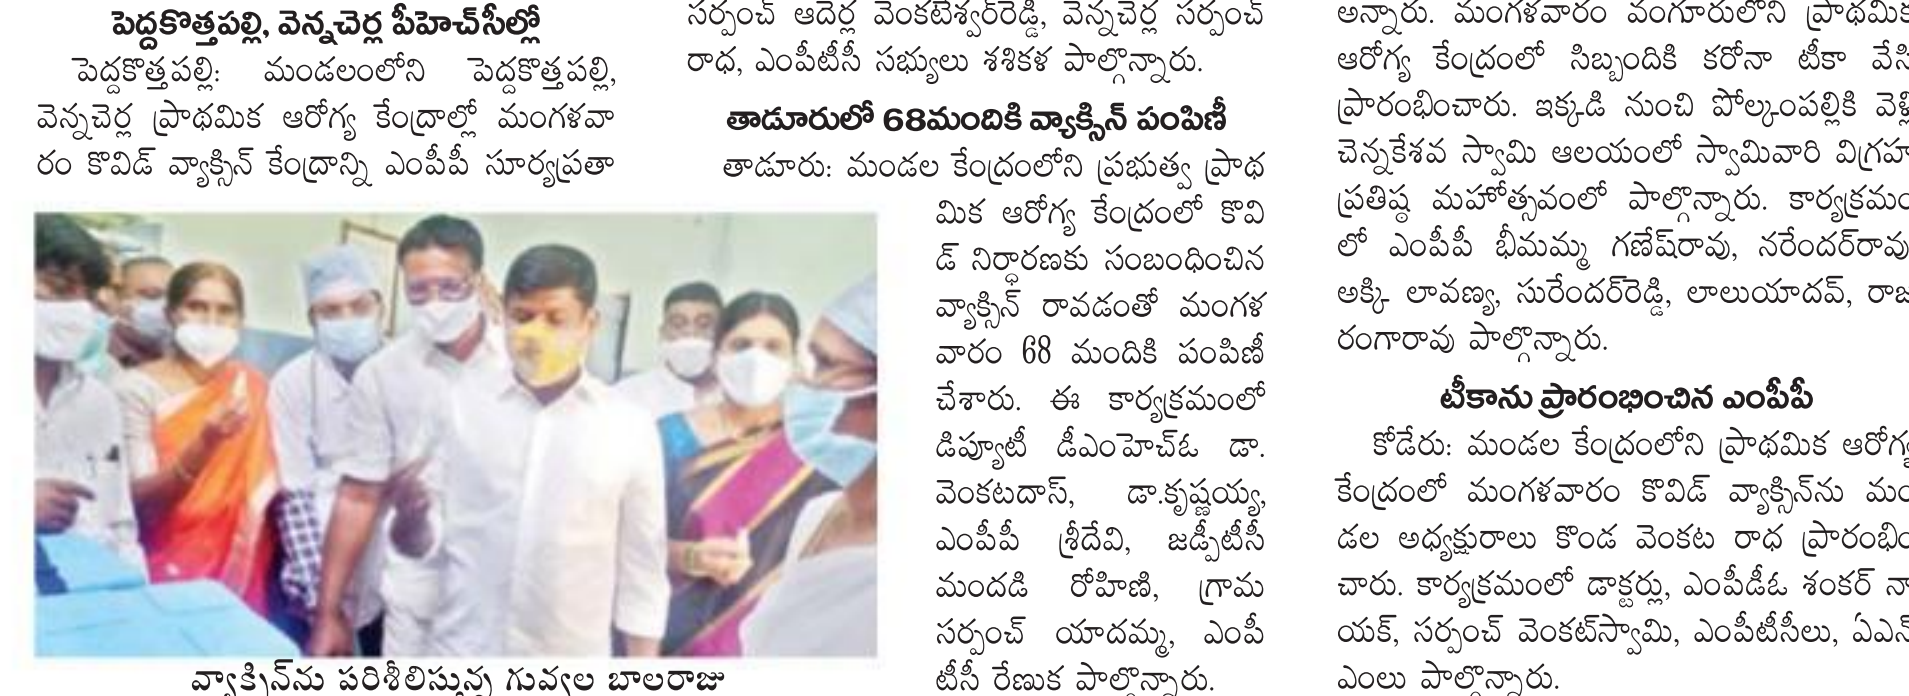 పెద్దకొత్తపల్లి, వెన్నచెర్ల పీహెచ్‌సీల్లో
పెద్దకొత్తపల్లి: మండలంలోని పెద్దకొత్తపల్లి,
వెన్నచెర్ల ప్రాథమిక ఆరోగ్య కేంద్రాల్లో మంగళవా
రం కొవిడ్ వ్యాక్సిన్ కేంద్రాన్ని ఎంపీపీ సూర్యప్రతా
వ్యాక్సిన్‌ను పరిశీలిస్తున్న గువ్వల బాలరాజు
సర్పంచ్ ఆదెర్ల వెంకటేశ్వర్‌రెడ్డి, వెన్నచెర్ల సర్పంచ్
రాధ, ఎంపీటీసీ సభ్యులు శశికళ పాల్గొన్నారు.
తాడూరులో 68మందికి వ్యాక్సిన్ పంపిణీ
తాడూరు: మండల కేంద్రంలోని ప్రభుత్వ ప్రాథ
మిక ఆరోగ్య కేంద్రంలో కొవి
డ్ నిర్ధారణకు సంబంధించిన
వ్యాక్సిన్ రావడంతో మంగళ
వారం 68 మందికి పంపిణీ
చేశారు. ఈ కార్యక్రమంలో
డిప్యూటీ డీఎంహెచ్‌ఓ డా.
వెంకటదాస్, డా.కృష్ణయ్య,
ఎంపీపీ శ్రీదేవి, జడ్పీటీసీ
మందడి రోహిణి, గ్రామ
సర్పంచ్ యాదమ్మ, ఎంపీ
టీసీ రేణుక పాల్గొన్నారు.
అన్నారు. మంగళవారం వంగూరులోని ప్రాథమిక
ఆరోగ్య కేంద్రంలో సిబ్బందికి కరోనా టీకా వేసి
ప్రారంభించారు. ఇక్కడి నుంచి పోల్కంపల్లికి వెళ్లి
చెన్నకేశవ స్వామి ఆలయంలో స్వామివారి విగ్రహ
ప్రతిష్ఠ మహోత్సవంలో పాల్గొన్నారు. కార్యక్రమం
లో ఎంపీపీ భీమమ్మ గణేష్‌రావు, నరేందర్‌రావు
అక్కి లావణ్య, సురేందర్‌రెడ్డి, లాలుయాదవ్, రాజ
రంగారావు పాల్గొన్నారు.
టీకాను ప్రారంభించిన ఎంపీపీ
కోడేరు: మండల కేంద్రంలోని ప్రాథమిక ఆరోగ్య
కేంద్రంలో మంగళవారం కొవిడ్ వ్యాక్సిన్‌ను మం
డల అధ్యక్షురాలు కొండ వెంకట రాధ ప్రారంభిం
చారు. కార్యక్రమంలో డాక్టర్లు, ఎంపీడీఓ శంకర్ నా
యక్, సర్పంచ్ వెంకట్‌స్వామి, ఎంపీటీసీలు, ఏఎన్
ఎంలు పాల్గొన్నారు.